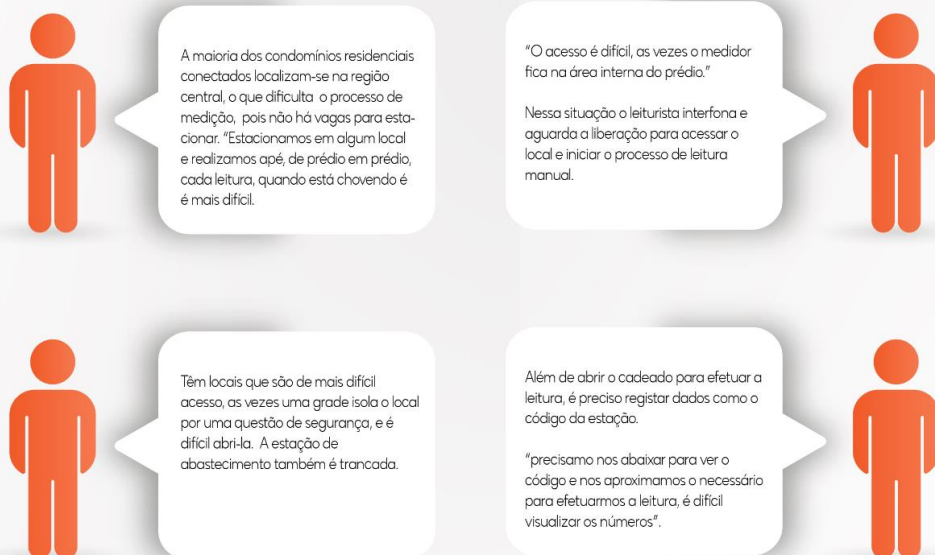 A maioria dos condomínios residenciais
conectados localizam-se na região
central, o que dificulta o processo de
medição, pois não há vagas para esta-
cionar. "Estacionamos em algum local
e realizamos apé, de prédio em prédio,
cada leitura, quando está chovendo é
é mais difícil.
"O acesso é difícil, as vezes o medidor
fica na área interna do prédio."
Nessa situação o leiturista interfona e
aguarda a liberação para acessar o
local e iniciar o processo de leitura
manual.
Têm locais que são de mais difícil
acesso, as vezes uma grade isola o local
por uma questão de segurança, e é
difícil abri-la. A estação de
abastecimento também é trancada.
Além de abrir o cadeado para efetuar a
leitura, é preciso registar dados como o
código da estação.
"precisamo nos abaixar para ver o
código e nos aproximamos o necessário
para efetuarmos a leitura, é difícil
visualizar os números".